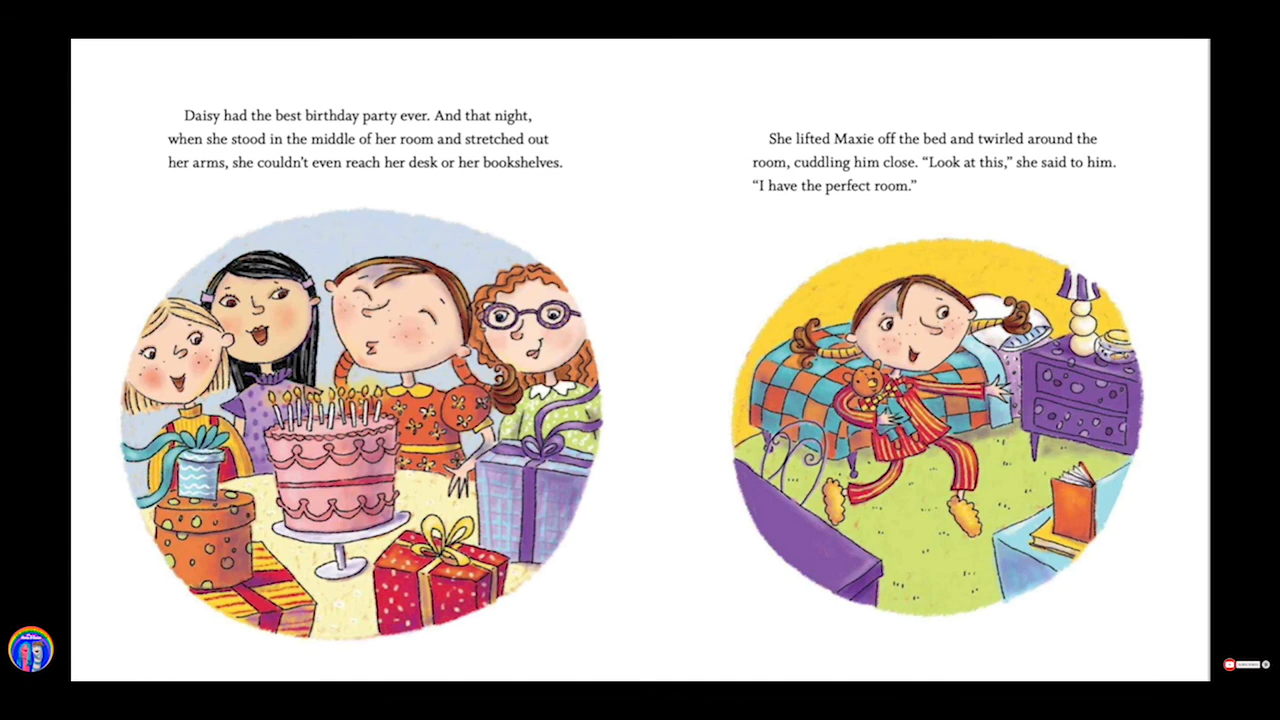 Daisy had the best birthday party ever. And that night,
when she stood in the middle of her room and stretched out
her arms, she couldn’t even reach her desk or her bookshelves.
She lifted Maxie off the bed and twirled around the
room, cuddling him close. “Look at this,” she said to him.
“I have the perfect room.”